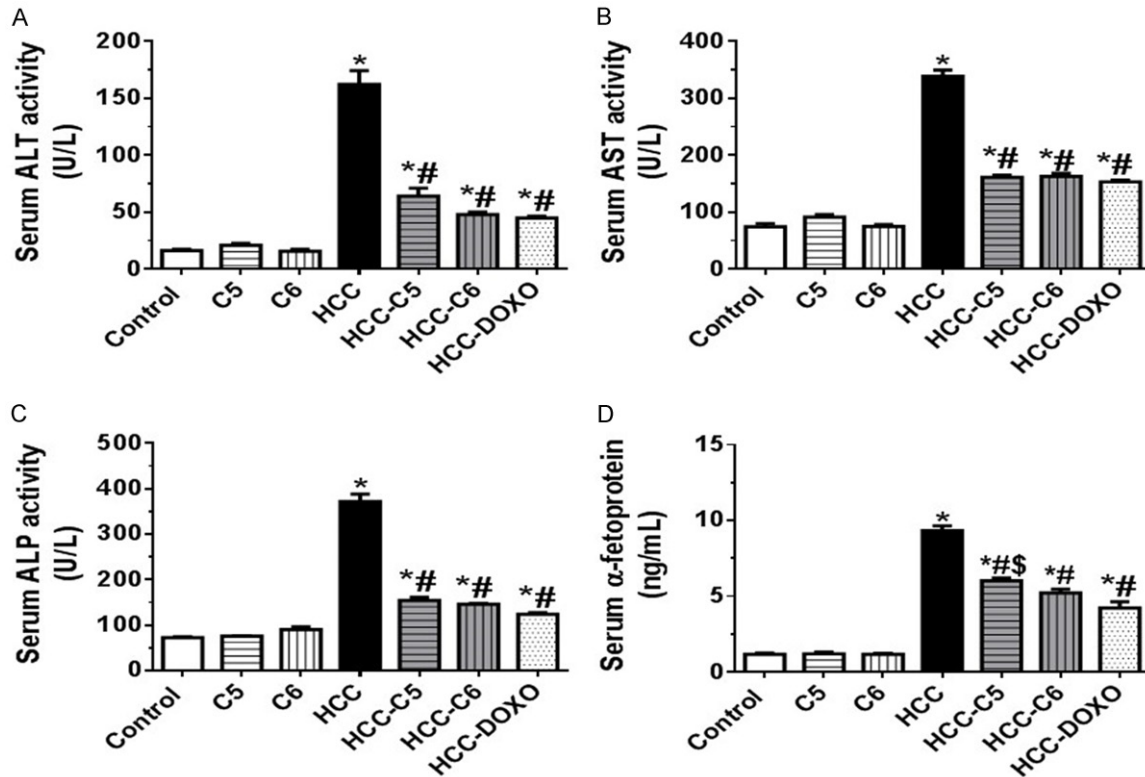 A
Serum ALT activity
(U/L)
200
150
100
50
0
*
*#
*#
*#
Control
C5
C6
HCC
HCC-C5
HCC-C6
HCC-DOXO
B
Serum AST activity
(U/L)
400
300
200
100
0
*
*#
*#
*#
Control
C5
C6
HCC
HCC-C5
HCC-C6
HCC-DOXO
C
Serum ALP activity
(U/L)
500
400
300
200
100
0
*
*#
*#
*#
Control
C5
C6
HCC
HCC-C5
HCC-C6
HCC-DOXO
D
Serum α-fetoprotein
(ng/mL)
15
10
5
0
*
*#$
*#
*#
Control
C5
C6
HCC
HCC-C5
HCC-C6
HCC-DOXO